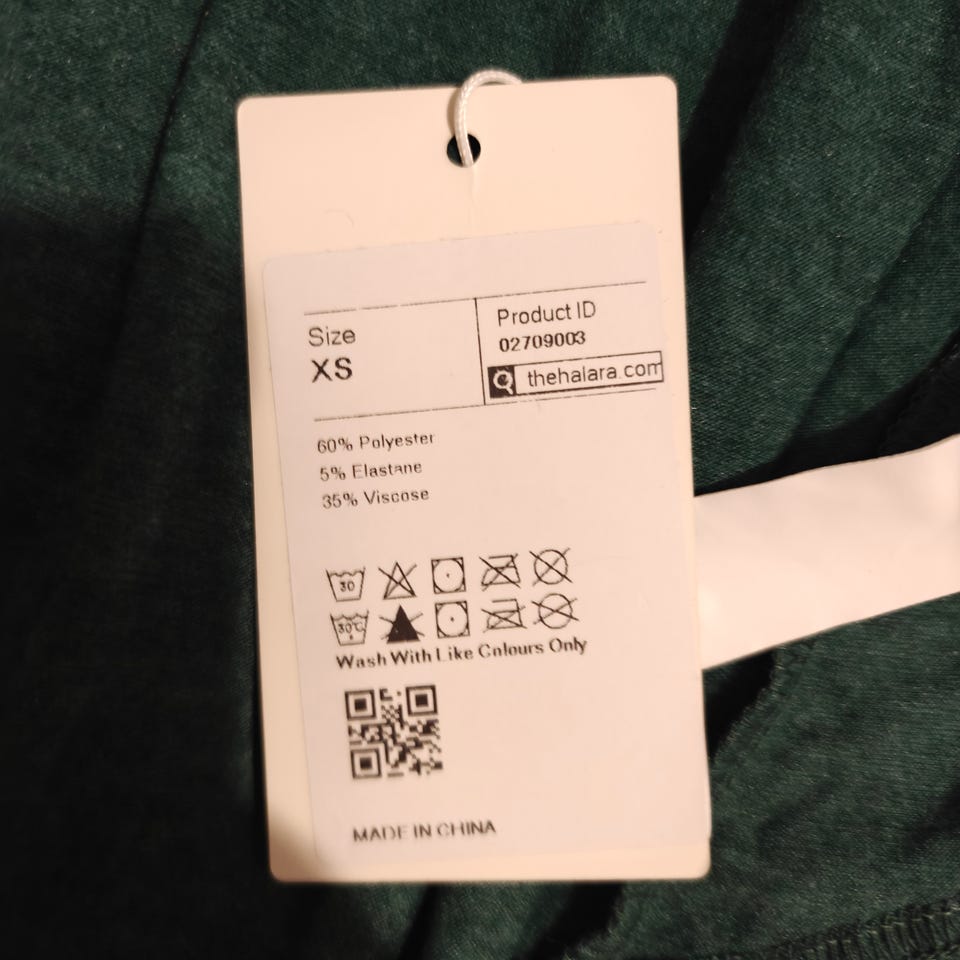 Size
XS
Product ID
02709003
thehalara.com
60% Polyester
5% Elastane
35% Viscose
30
30°C
Wash With Like Colours Only
MADE IN CHINA